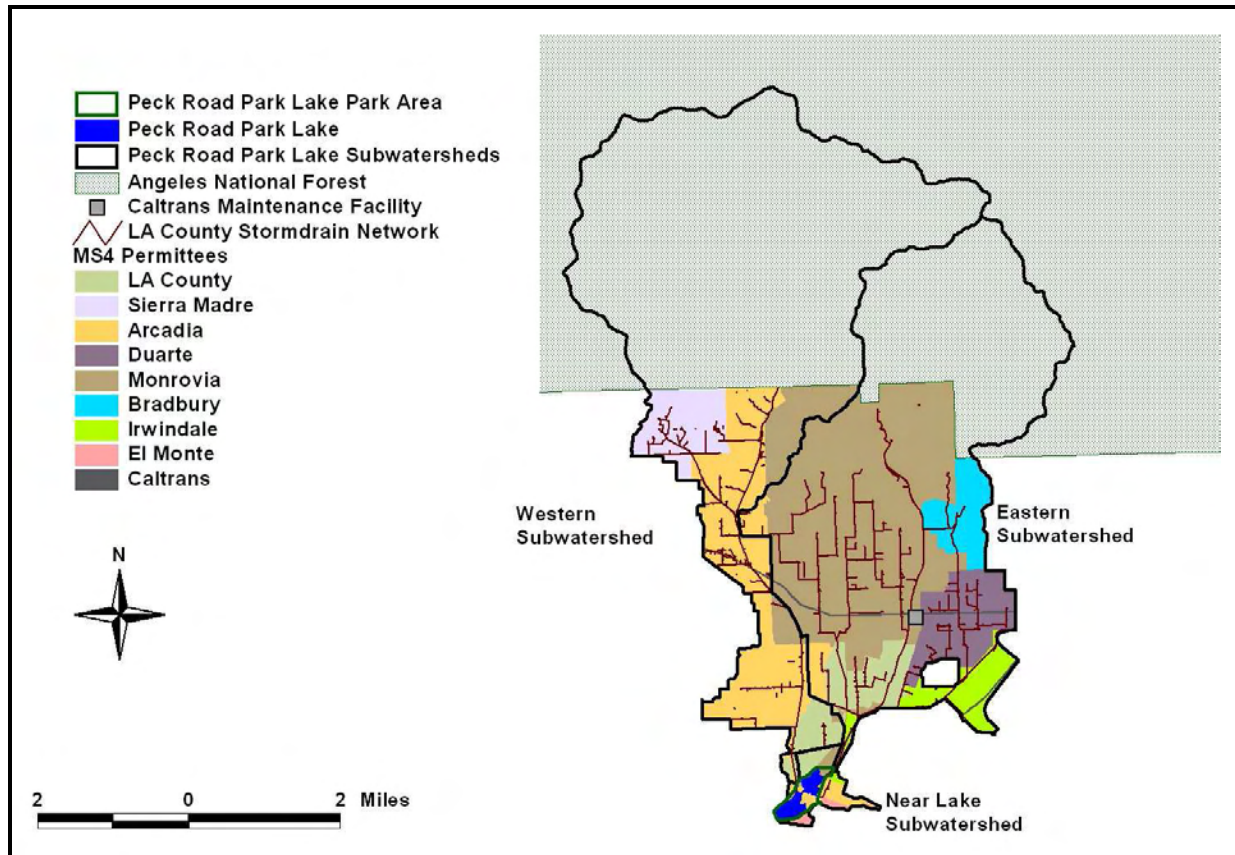 Peck Road Park Lake Park Area
Peck Road Park Lake
Peck Road Park Lake Subwatersheds
Angeles National Forest
Caltrans Maintenance Facility
LA County Stormdrain Network
MS4 Permittees
LA County
Sierra Madre
Arcadia
Duarte
Monrovia
Bradbury
Irwindale
El Monte
Caltrans
N
2 0 2 Miles
Western
Subwatershed
Eastern
Subwatershed
Near Lake
Subwatershed